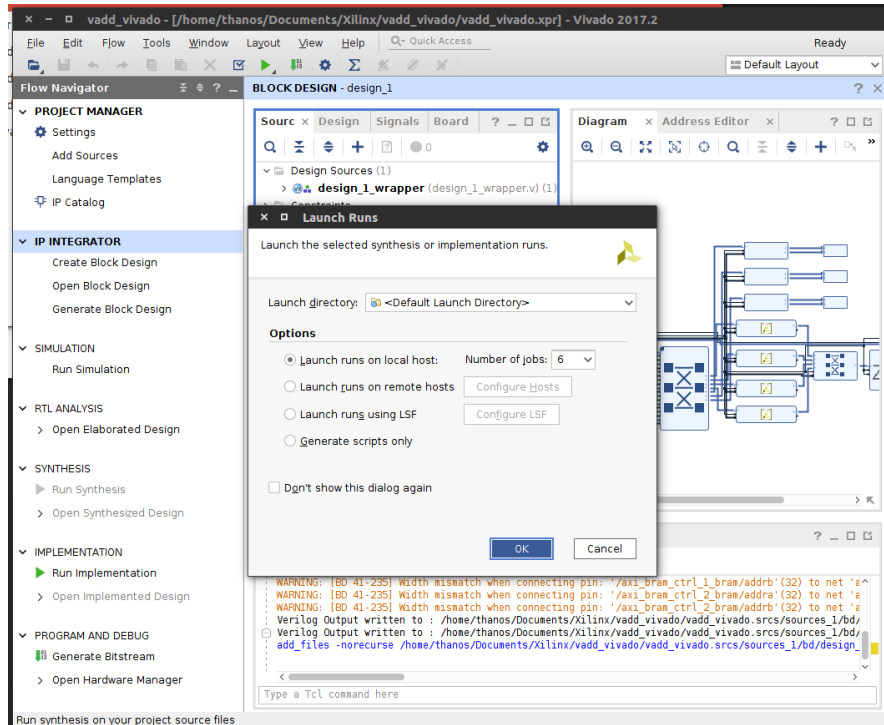 vadd_vivado - [/home/thanos/Documents/Xilinx/vadd_vivado/vadd_vivado.xpr] - Vivado 2017.2
File Edit Flow Tools Window Layout View Help Quick Access Ready
Default Layout
Flow Navigator
PROJECT MANAGER
Settings
Add Sources
Language Templates
IP Catalog
IP INTEGRATOR
Create Block Design
Open Block Design
Generate Block Design
SIMULATION
Run Simulation
RTL ANALYSIS
Open Elaborated Design
SYNTHESIS
Run Synthesis
Open Synthesized Design
IMPLEMENTATION
Run Implementation
Open Implemented Design
PROGRAM AND DEBUG
Generate Bitstream
Open Hardware Manager
BLOCK DESIGN - design_1
Sourc Design Signals Board
0
Design Sources (1)
design_1_wrapper (design_1_wrapper.v) (1)
Constraints
Diagram Address Editor
Launch Runs
Launch the selected synthesis or implementation runs.
Launch directory: <Default Launch Directory>
Options
Launch runs on local host: Number of jobs: 6
Launch runs on remote hosts Configure Hosts
Launch runs using LSF Configure LSF
Generate scripts only
Don't show this dialog again
OK Cancel
WARNING: [BD 41-235] Width mismatch when connecting pin: '/axi_bram_ctrl_1_bram/addrb'(32) to net 'a
WARNING: [BD 41-235] Width mismatch when connecting pin: '/axi_bram_ctrl_2_bram/addra'(32) to net 'a
WARNING: [BD 41-235] Width mismatch when connecting pin: '/axi_bram_ctrl_2_bram/addrb'(32) to net 'a
Verilog Output written to : /home/thanos/Documents/Xilinx/vadd_vivado/vadd_vivado.srcs/sources_1/bd/
Verilog Output written to : /home/thanos/Documents/Xilinx/vadd_vivado/vadd_vivado.srcs/sources_1/bd/
add_files -norecurse /home/thanos/Documents/Xilinx/vadd_vivado/vadd_vivado.srcs/sources_1/bd/design_
Type a Tcl command here
Run synthesis on your project source files